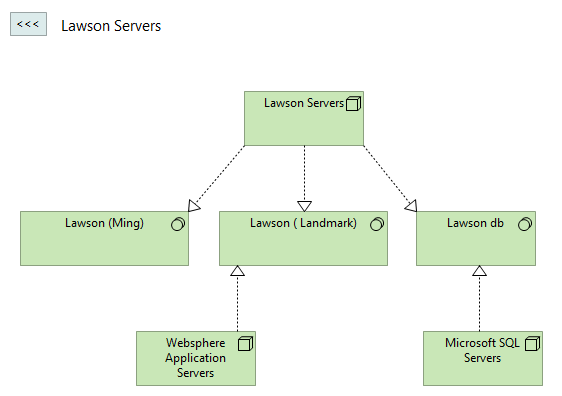 <<<
Lawson Servers
Lawson Servers
Lawson (Ming)
Lawson ( Landmark)
Lawson db
Websphere
Application
Servers
Microsoft SQL
Servers